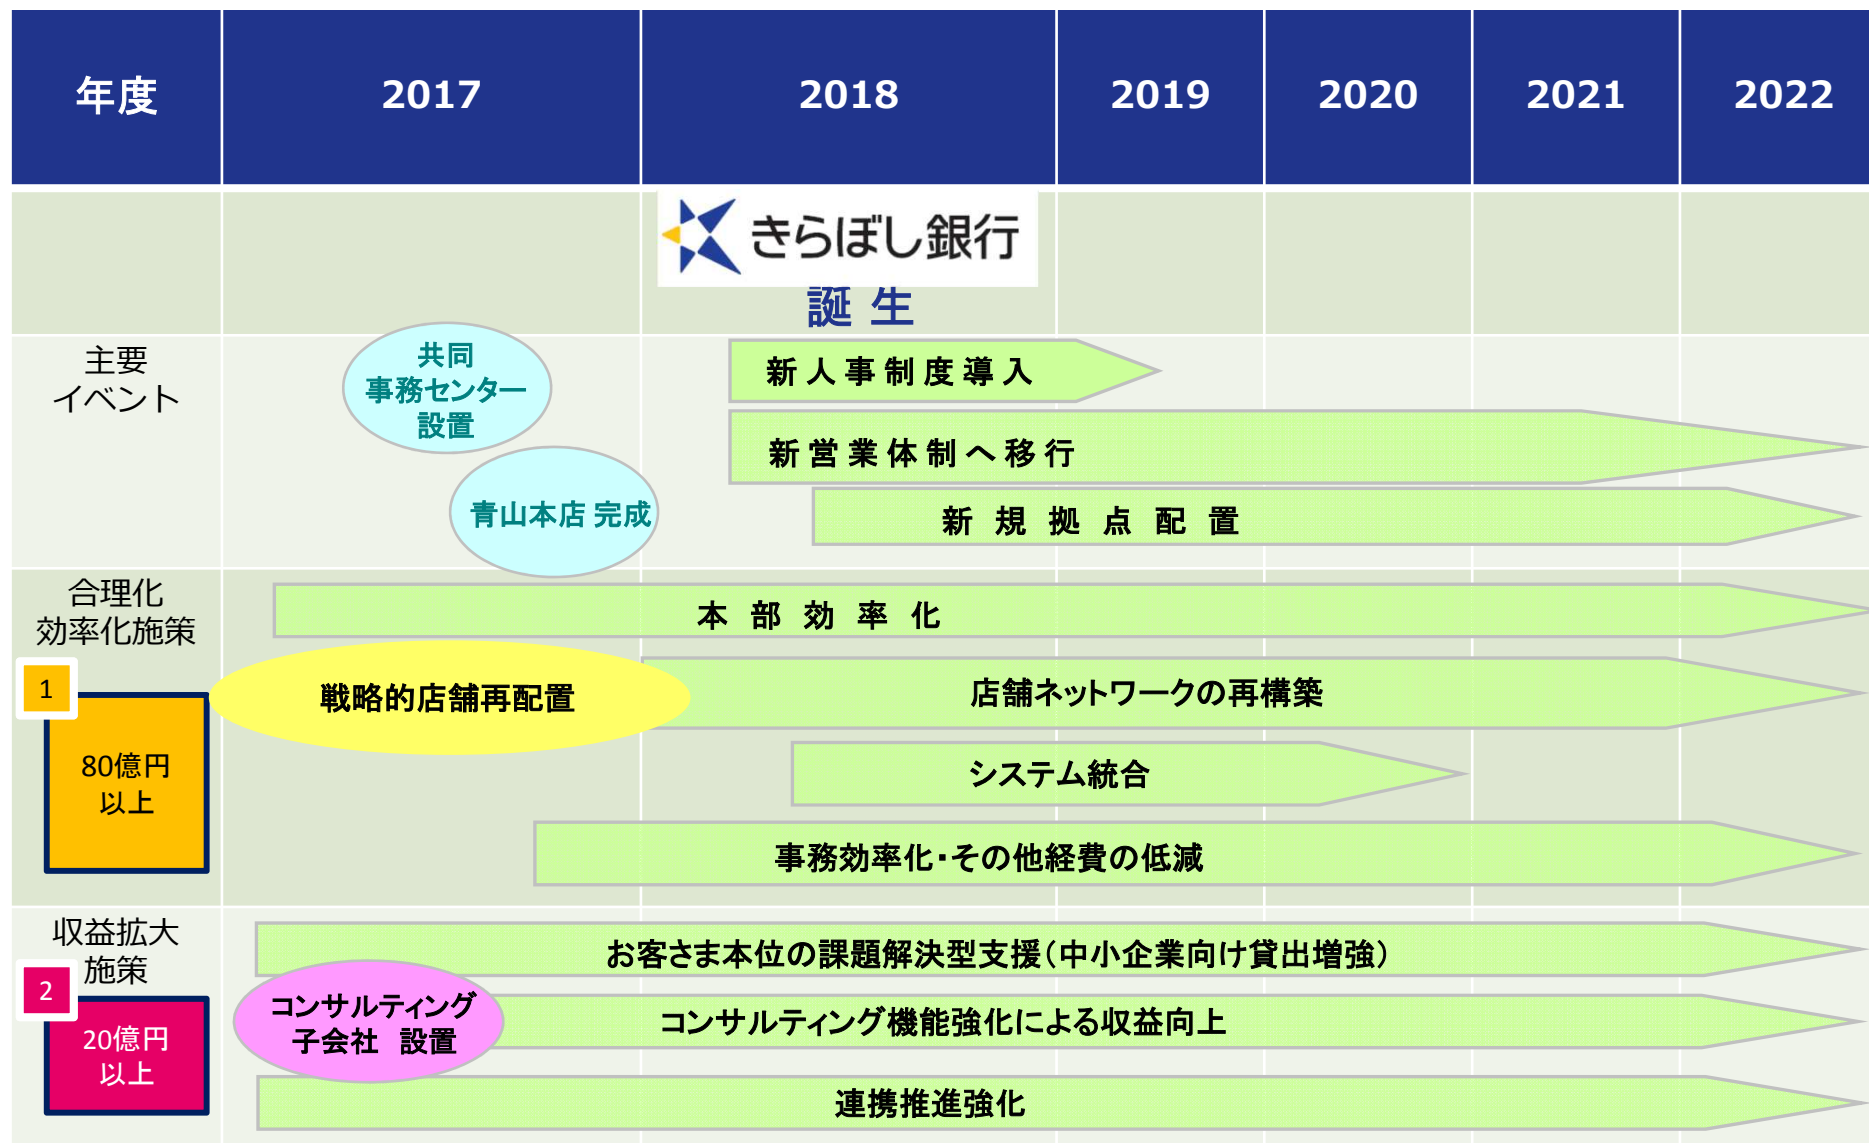 年度
2017
2018
2019
2020
2021
2022
きらぼし銀行
誕生
主要
イベント
共同
事務センター
設置
青山本店 完成
新人事制度導入
新営業体制へ移行
新規拠点配置
合理化
効率化施策
1
80億円
以上
本部効率化
戦略的店舗再配置
店舗ネットワークの再構築
システム統合
事務効率化・その他経費の低減
収益拡大
施策
2
20億円
以上
お客さま本位の課題解決型支援（中小企業向け貸出増強）
コンサルティング
子会社 設置
コンサルティング機能強化による収益向上
連携推進強化